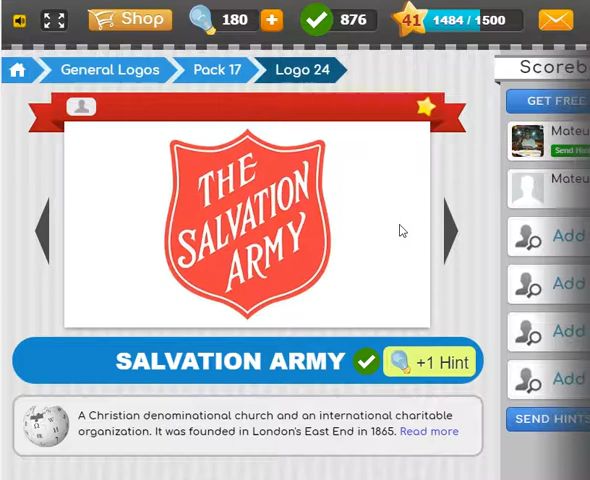 Shop
180
876
41
1484 / 1500
General Logos
Pack 17
Logo 24
Scoreb
GET FREE
Mateu
Send Hin
Mateu
THE
SALVATION
ARMY
Add
Add
Add
Add
SALVATION ARMY
+1 Hint
SEND HINTS
A Christian denominational church and an international charitable
organization. It was founded in London's East End in 1865. Read more